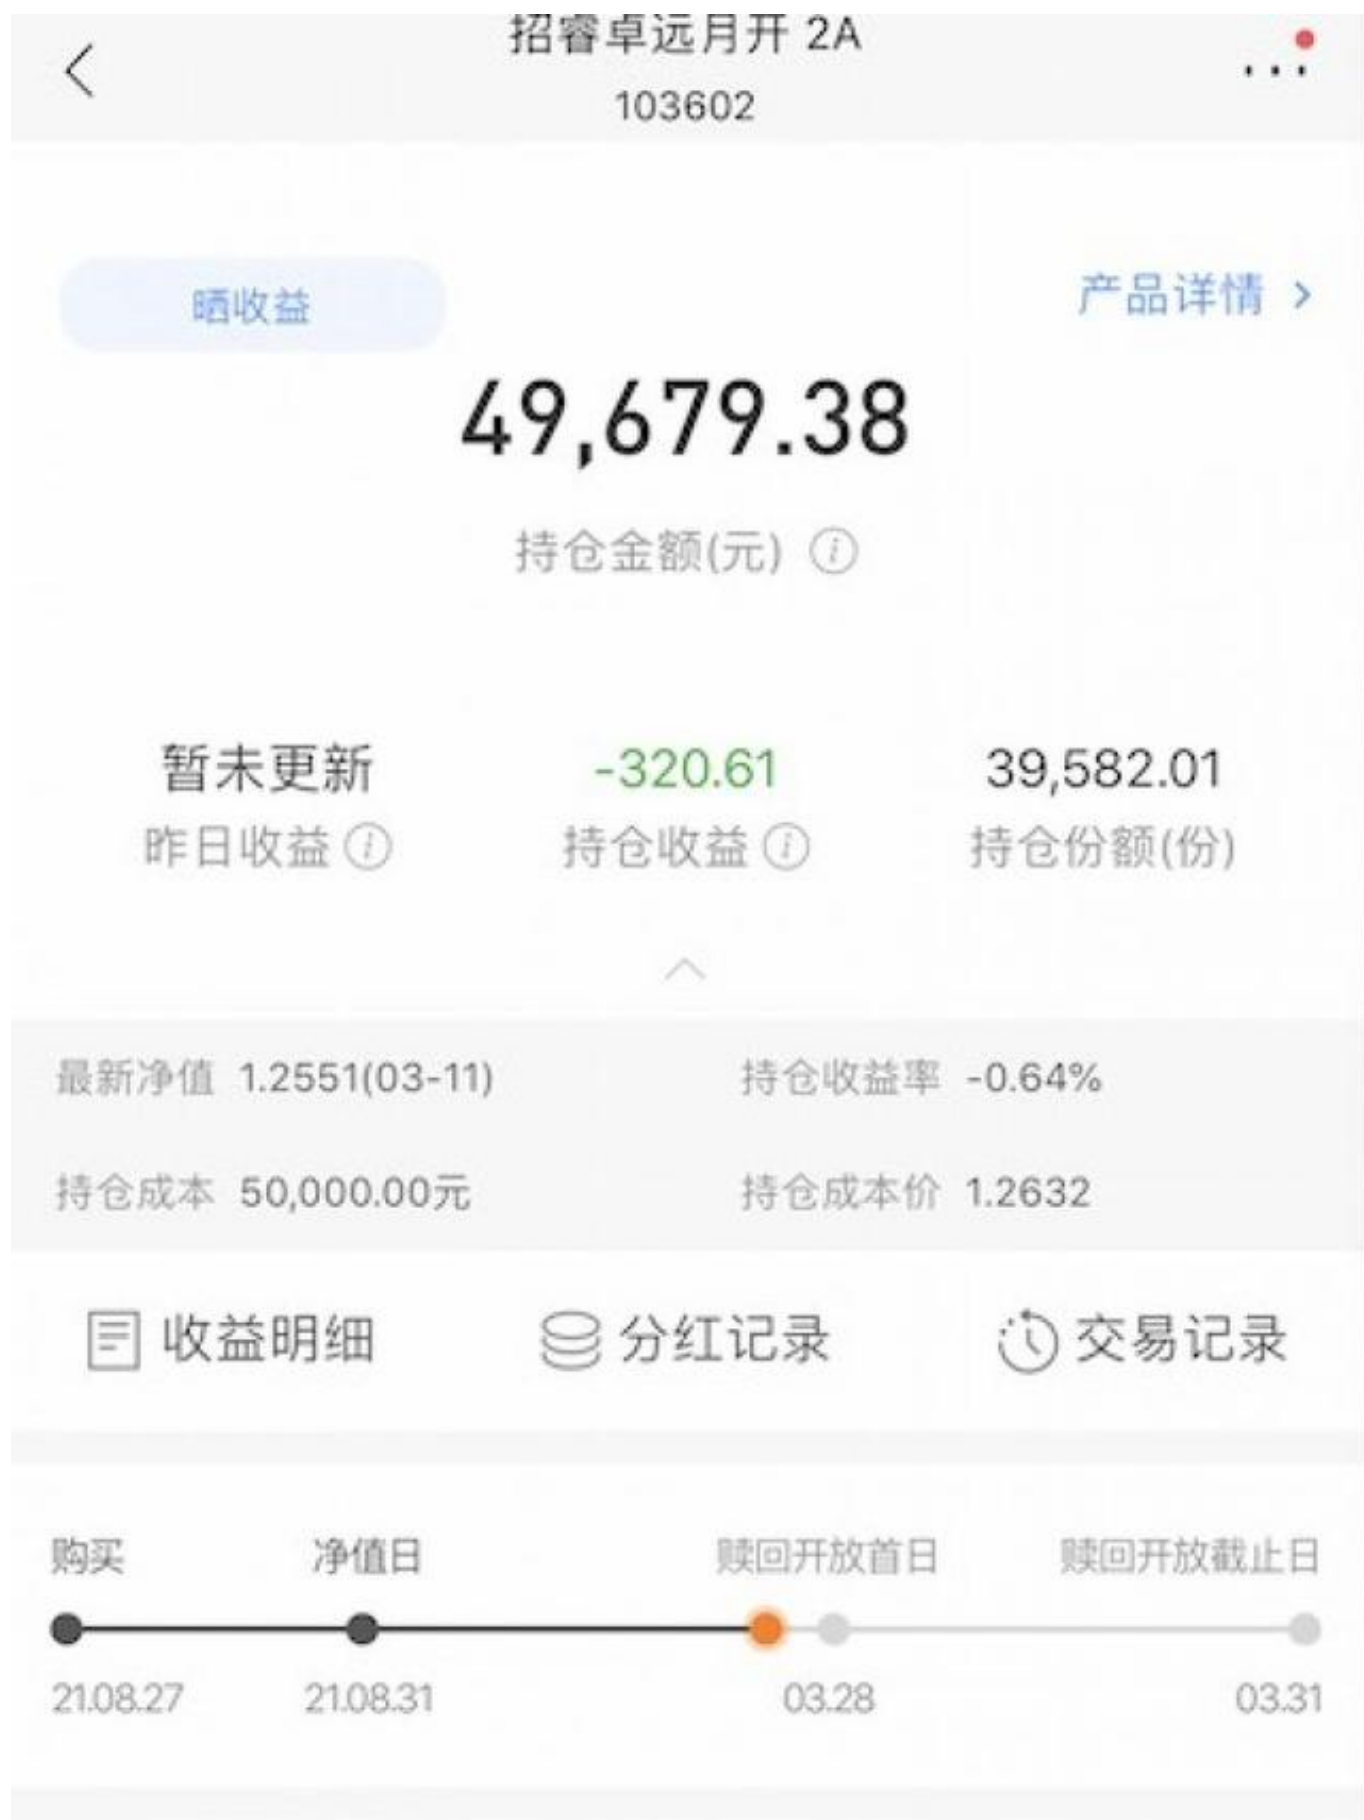 招睿卓远月开 2A
103602
晒收益
产品详情 >
49,679.38
持仓金额(元)
暂未更新 -320.61 39,582.01
昨日收益 持仓收益 持仓份额(份)
最新净值 1.2551(03-11) 持仓收益率 -0.64%
持仓成本 50,000.00元 持仓成本价 1.2632
收益明细 分红记录 交易记录
购买 净值日 赎回开放首日 赎回开放截止日
21.08.27 21.08.31 03.28 03.31